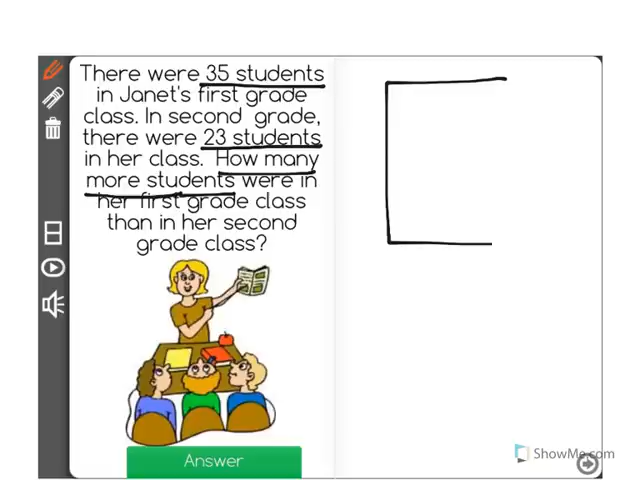 There were 35 students
in Janet's first grade
class. In second grade,
there were 23 students
in her class. How many
more students were in
her first grade class
than in her second
grade class?
Answer
ShowMe.com